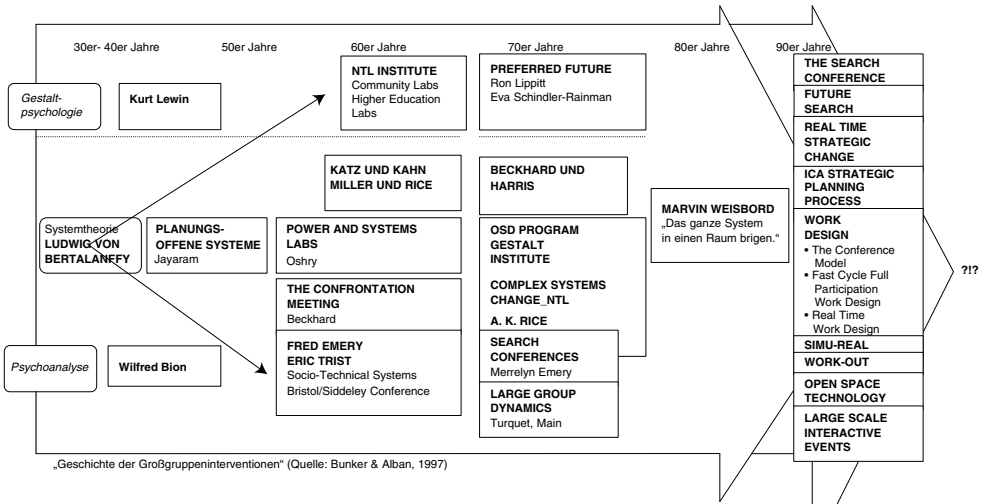 30er- 40er Jahre
50er Jahre
60er Jahre
70er Jahre
80er Jahre
90er Jahre
Gestalt-
psychologie
Kurt Lewin
NTL INSTITUTE
Community Labs
Higher Education
Labs
PREFERRED FUTURE
Ron Lippitt
Eva Schindler-Rainman
KATZ UND KAHN
MILLER UND RICE
BECKHARD UND
HARRIS
MARVIN WEISBORD
„Das ganze System
in einen Raum brigen.“
Systemtheorie
LUDWIG VON
BERTALANFFY
PLANUNGS-
OFFENE SYSTEME
Jayaram
POWER AND SYSTEMS
LABS
Oshry
OSD PROGRAM
GESTALT
INSTITUTE
COMPLEX SYSTEMS
CHANGE_NTL
A. K. RICE
THE CONFRONTATION
MEETING
Beckhard
Psychoanalyse
Wilfred Bion
FRED EMERY
ERIC TRIST
Socio-Technical Systems
Bristol/Siddeley Conference
SEARCH
CONFERENCES
Merrelyn Emery
LARGE GROUP
DYNAMICS
Turquet, Main
THE SEARCH
CONFERENCE
FUTURE
SEARCH
REAL TIME
STRATEGIC
CHANGE
ICA STRATEGIC
PLANNING
PROCESS
WORK
DESIGN
• The Conference
Model
• Fast Cycle Full
Participation
Work Design
• Real Time
Work Design
SIMU-REAL
WORK-OUT
OPEN SPACE
TECHNOLOGY
LARGE SCALE
INTERACTIVE
EVENTS
?!?
„Geschichte der Großgruppeninterventionen“ (Quelle: Bunker & Alban, 1997)